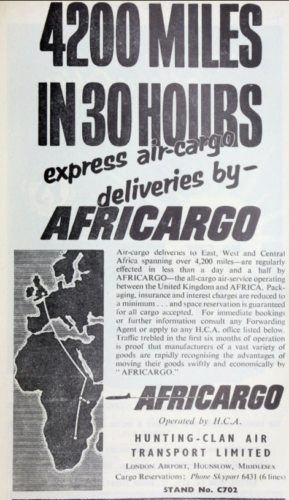 4200 MILES
IN 30 HOURS
express air-cargo
deliveries by—
AFRICARGO
Air-cargo deliveries to East, West and Central
Africa spanning over 4,200 miles—are regularly
effected in less than a day and a half by
AFRICARGO—the all-cargo air-service operating
between the United Kingdom and AFRICA. Pack-
aging, insurance and interest charges are reduced to
a minimum . . . and space reservation is guaranteed
for all cargo accepted. For immediate bookings
or further information consult any Forwarding
Agent or apply to any H.C.A. office listed below.
Traffic trebled in the first six months of operation
is proof that manufacturers of a vast variety of
goods are rapidly recognising the advantages of
moving their goods swiftly and economically by
"AFRICARGO."
AFRICARGO
Operated by H.C.A.
HUNTING-CLAN AIR
TRANSPORT LIMITED
LONDON AIRPORT, HOUNSLOW, MIDDLESEX
Cargo Reservations; Phone Skyport 6431 (6 lines)
STAND No. C702